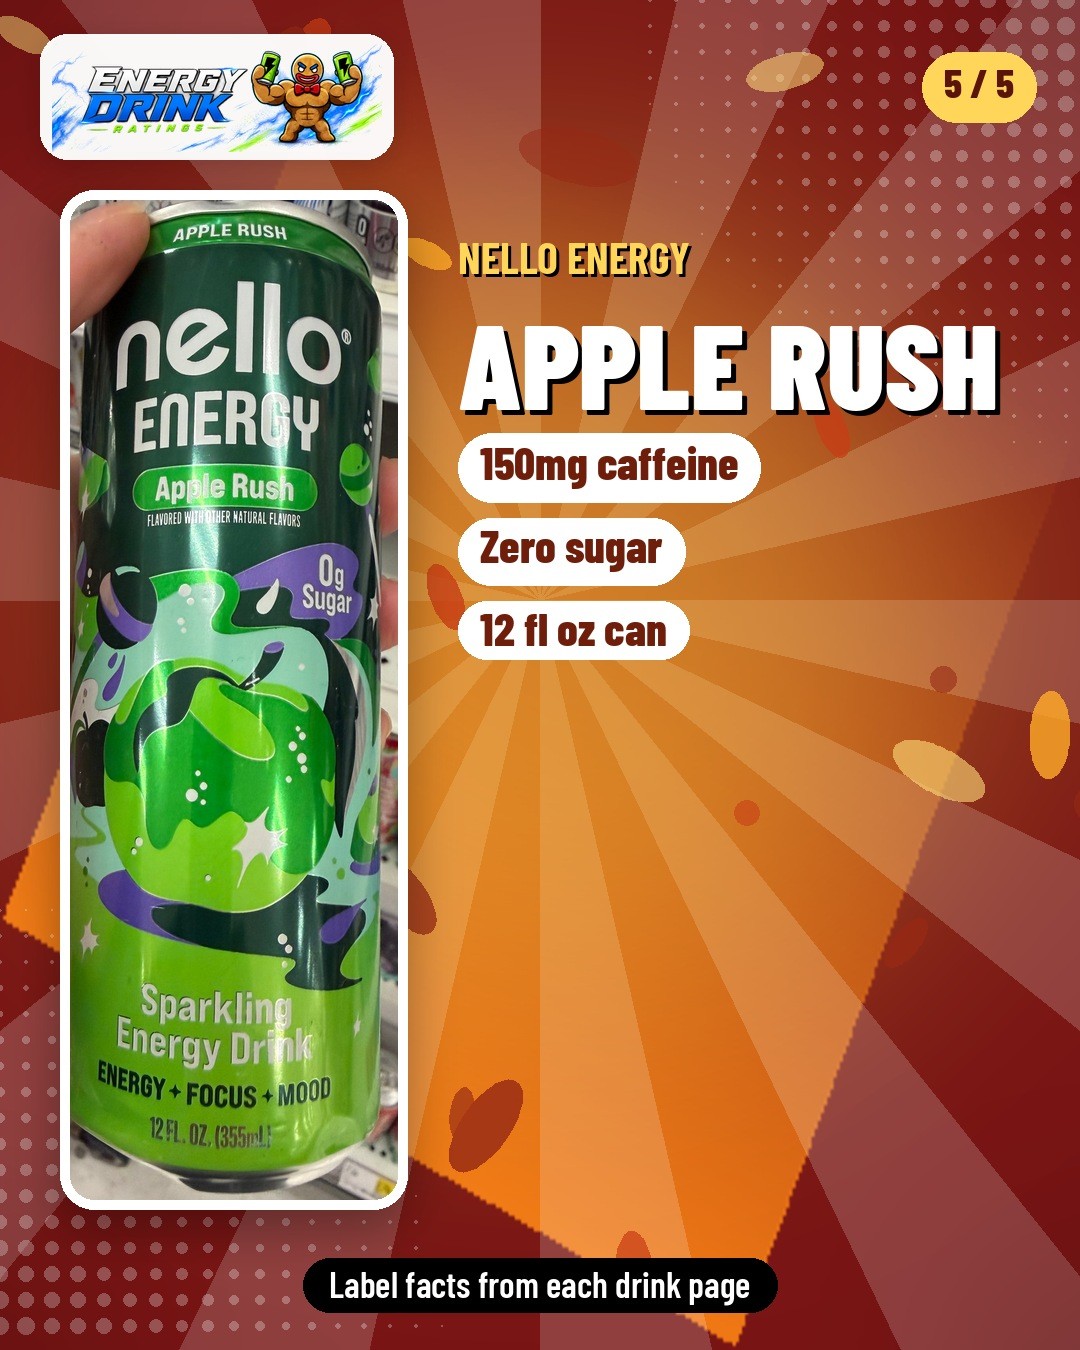 ENERGY
DRINK
RATINGS
5 / 5
APPLE RUSH
nello®
ENERGY
Apple Rush
FLAVORED WITH OTHER NATURAL FLAVORS
0g
Sugar
Sparkling
Energy Drink
ENERGY + FOCUS + MOOD
12 FL. OZ. (355mL)
NELLO ENERGY
APPLE RUSH
150mg caffeine
Zero sugar
12 fl oz can
Label facts from each drink page